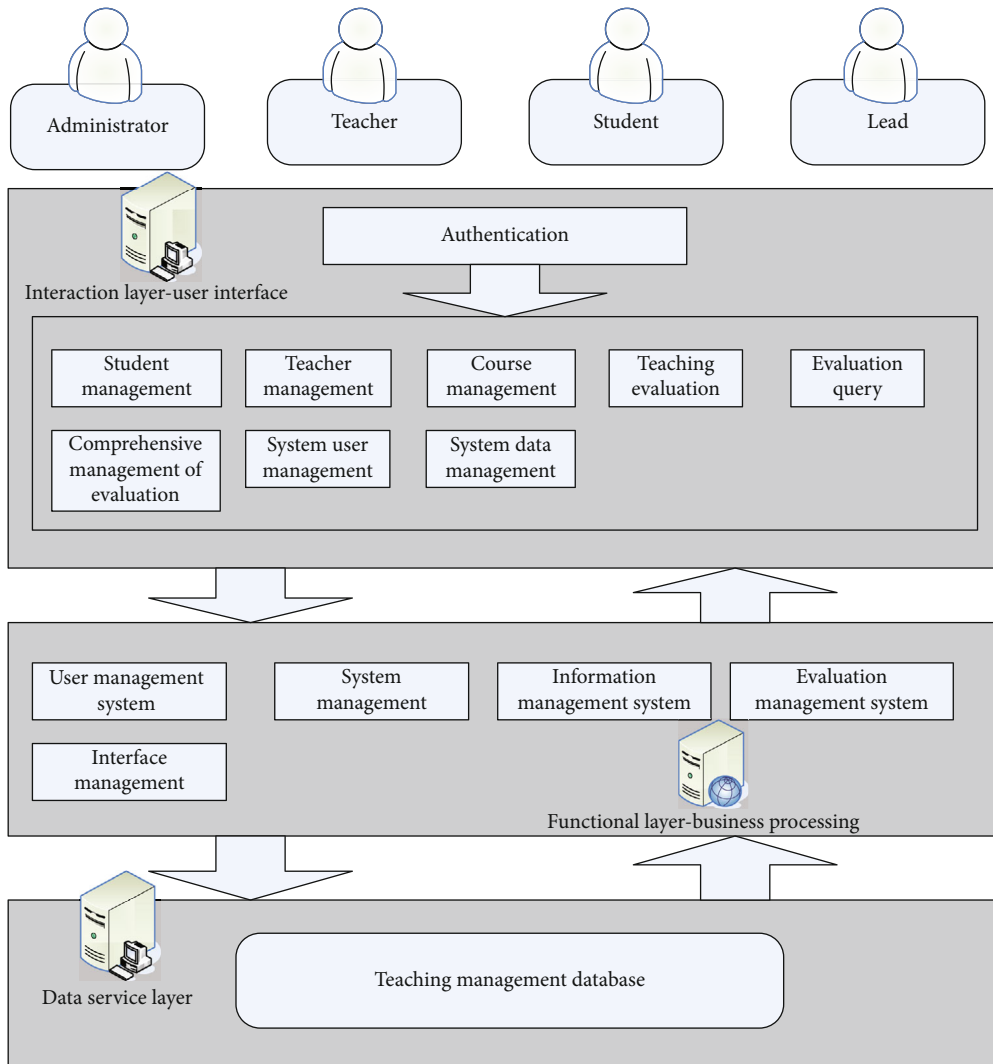 Administrator
Teacher
Student
Lead
Authentication
Interaction layer-user interface
Student
management
Teacher
management
Course
management
Teaching
evaluation
Evaluation
query
Comprehensive
management of
evaluation
System user
management
System data
management
User management
system
System
management
Information
management system
Evaluation
management system
Interface
management
Functional layer-business processing
Data service layer
Teaching management database